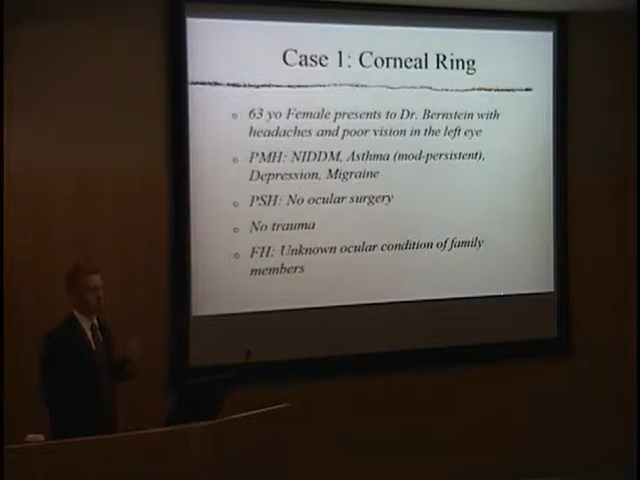 Case 1: Corneal Ring
63 yo Female presents to Dr. Bernstein with
headaches and poor vision in the left eye
PMH: NIDDM, Asthma (mod-persistent),
Depression, Migraine
PSH: No ocular surgery
No trauma
FH: Unknown ocular condition of family
members